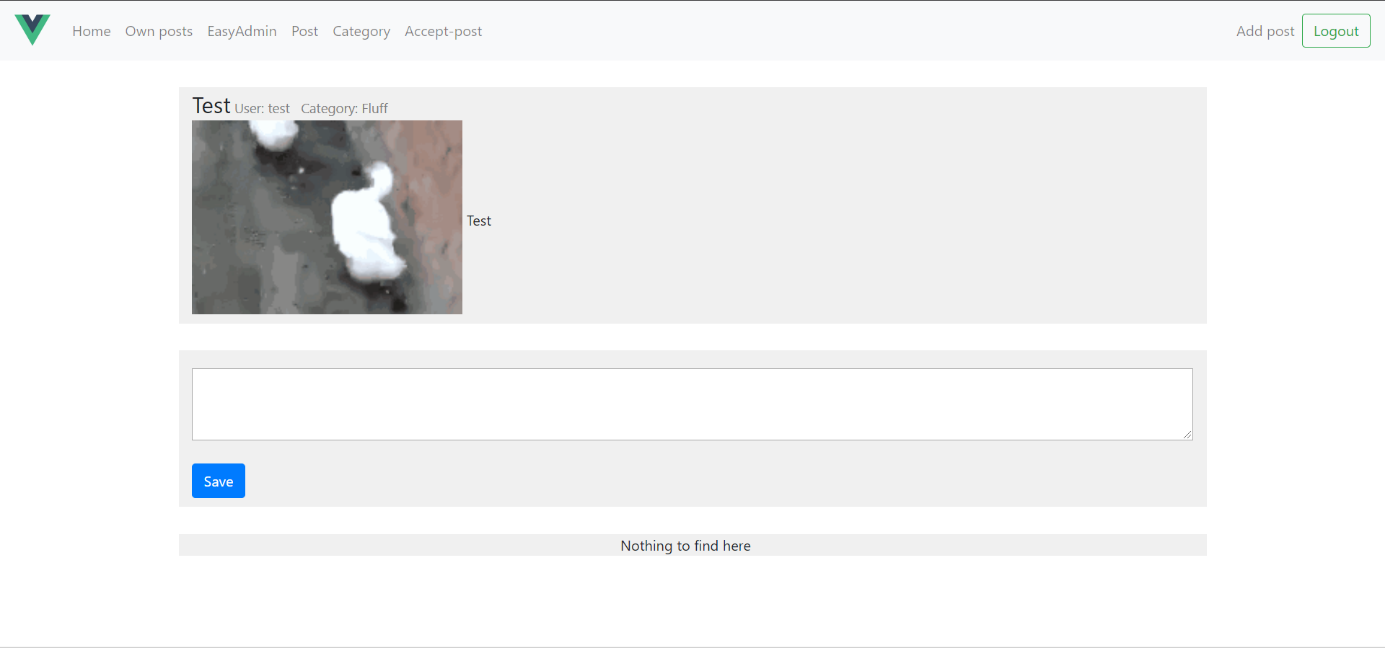 Home Own posts EasyAdmin Post Category Accept-post Add post Logout
Test User: test Category: Fluff
Test
Save
Nothing to find here